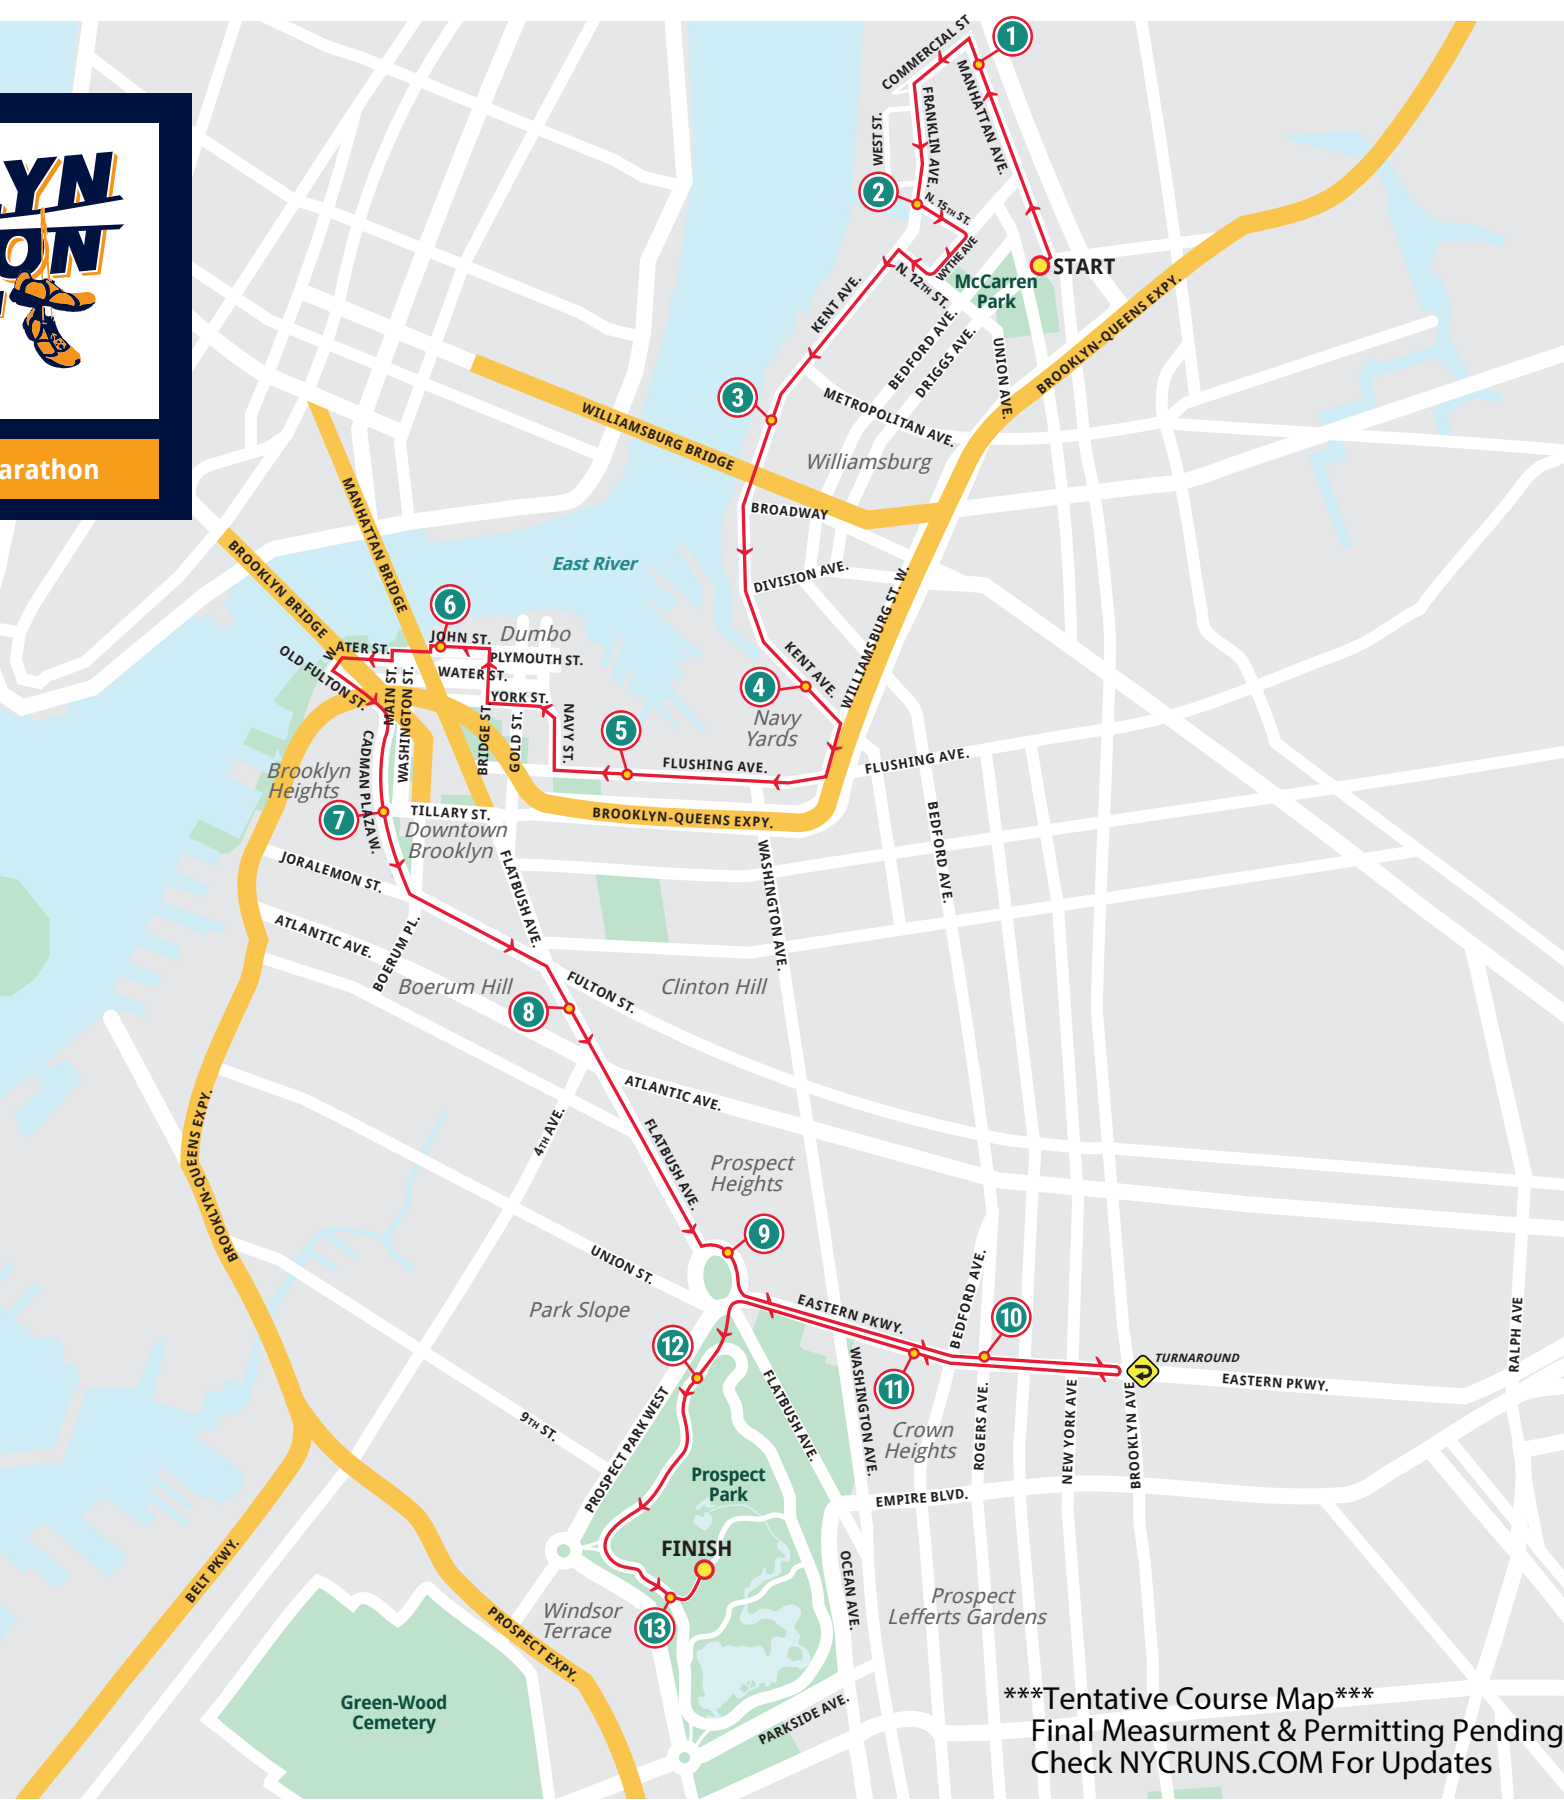 YN
ON
arathon
COMMERCIAL ST
1
MANHATTAN AVE.
FRANKLIN AVE.
WEST ST.
2
N. 15TH ST.
WYTHE AVE
N. 12TH ST.
START
McCarren
Park
KENT AVE.
BEDFORD AVE.
DRIGGS AVE.
UNION AVE.
BROOKLYN-QUEENS EXPY.
3
METROPOLITAN AVE.
WILLIAMSBURG BRIDGE
Williamsburg
BROADWAY
MANHATTAN BRIDGE
BROOKLYN BRIDGE
East River
DIVISION AVE.
WILLIAMSBURG ST. W.
6
JOHN ST.
Dumbo
WATER ST.
PLYMOUTH ST.
OLD FULTON ST.
WATER ST.
KENT AVE.
4
YORK ST.
MAIN ST.
WASHINGTON ST.
BRIDGE ST.
GOLD ST.
NAVY ST.
5
Navy
Yards
FLUSHING AVE.
FLUSHING AVE.
Brooklyn
Heights
CADMAN PLAZA W.
7
TILLARY ST.
BROOKLYN-QUEENS EXPY.
Downtown
Brooklyn
JORALEMON ST.
FLATBUSH AVE.
WASHINGTON AVE.
BEDFORD AVE.
ATLANTIC AVE.
BOERUM PL.
Boerum Hill
8
FULTON ST.
Clinton Hill
ATLANTIC AVE.
BROOKLYN-QUEENS EXPY.
4TH AVE.
FLATBUSH AVE.
Prospect
Heights
BROOKLYN
9
UNION ST.
Park Slope
EASTERN PKWY.
BEDFORD AVE.
10
12
TURNAROUND
EASTERN PKWY.
RALPH AVE
11
WASHINGTON AVE.
FLATBUSH AVE.
PROSPECT PARK WEST
9TH ST.
Crown
Heights
ROGERS AVE.
NEW YORK AVE
BROOKLYN AVE.
Prospect
Park
EMPIRE BLVD.
FINISH
BELT PKWY.
OCEAN AVE.
Prospect
Lefferts Gardens
Windsor
Terrace
13
PROSPECT EXPY.
Green-Wood
Cemetery
PARKSIDE AVE.
***Tentative Course Map***
Final Measurment & Permitting Pending
Check NYCRUNS.COM For Updates